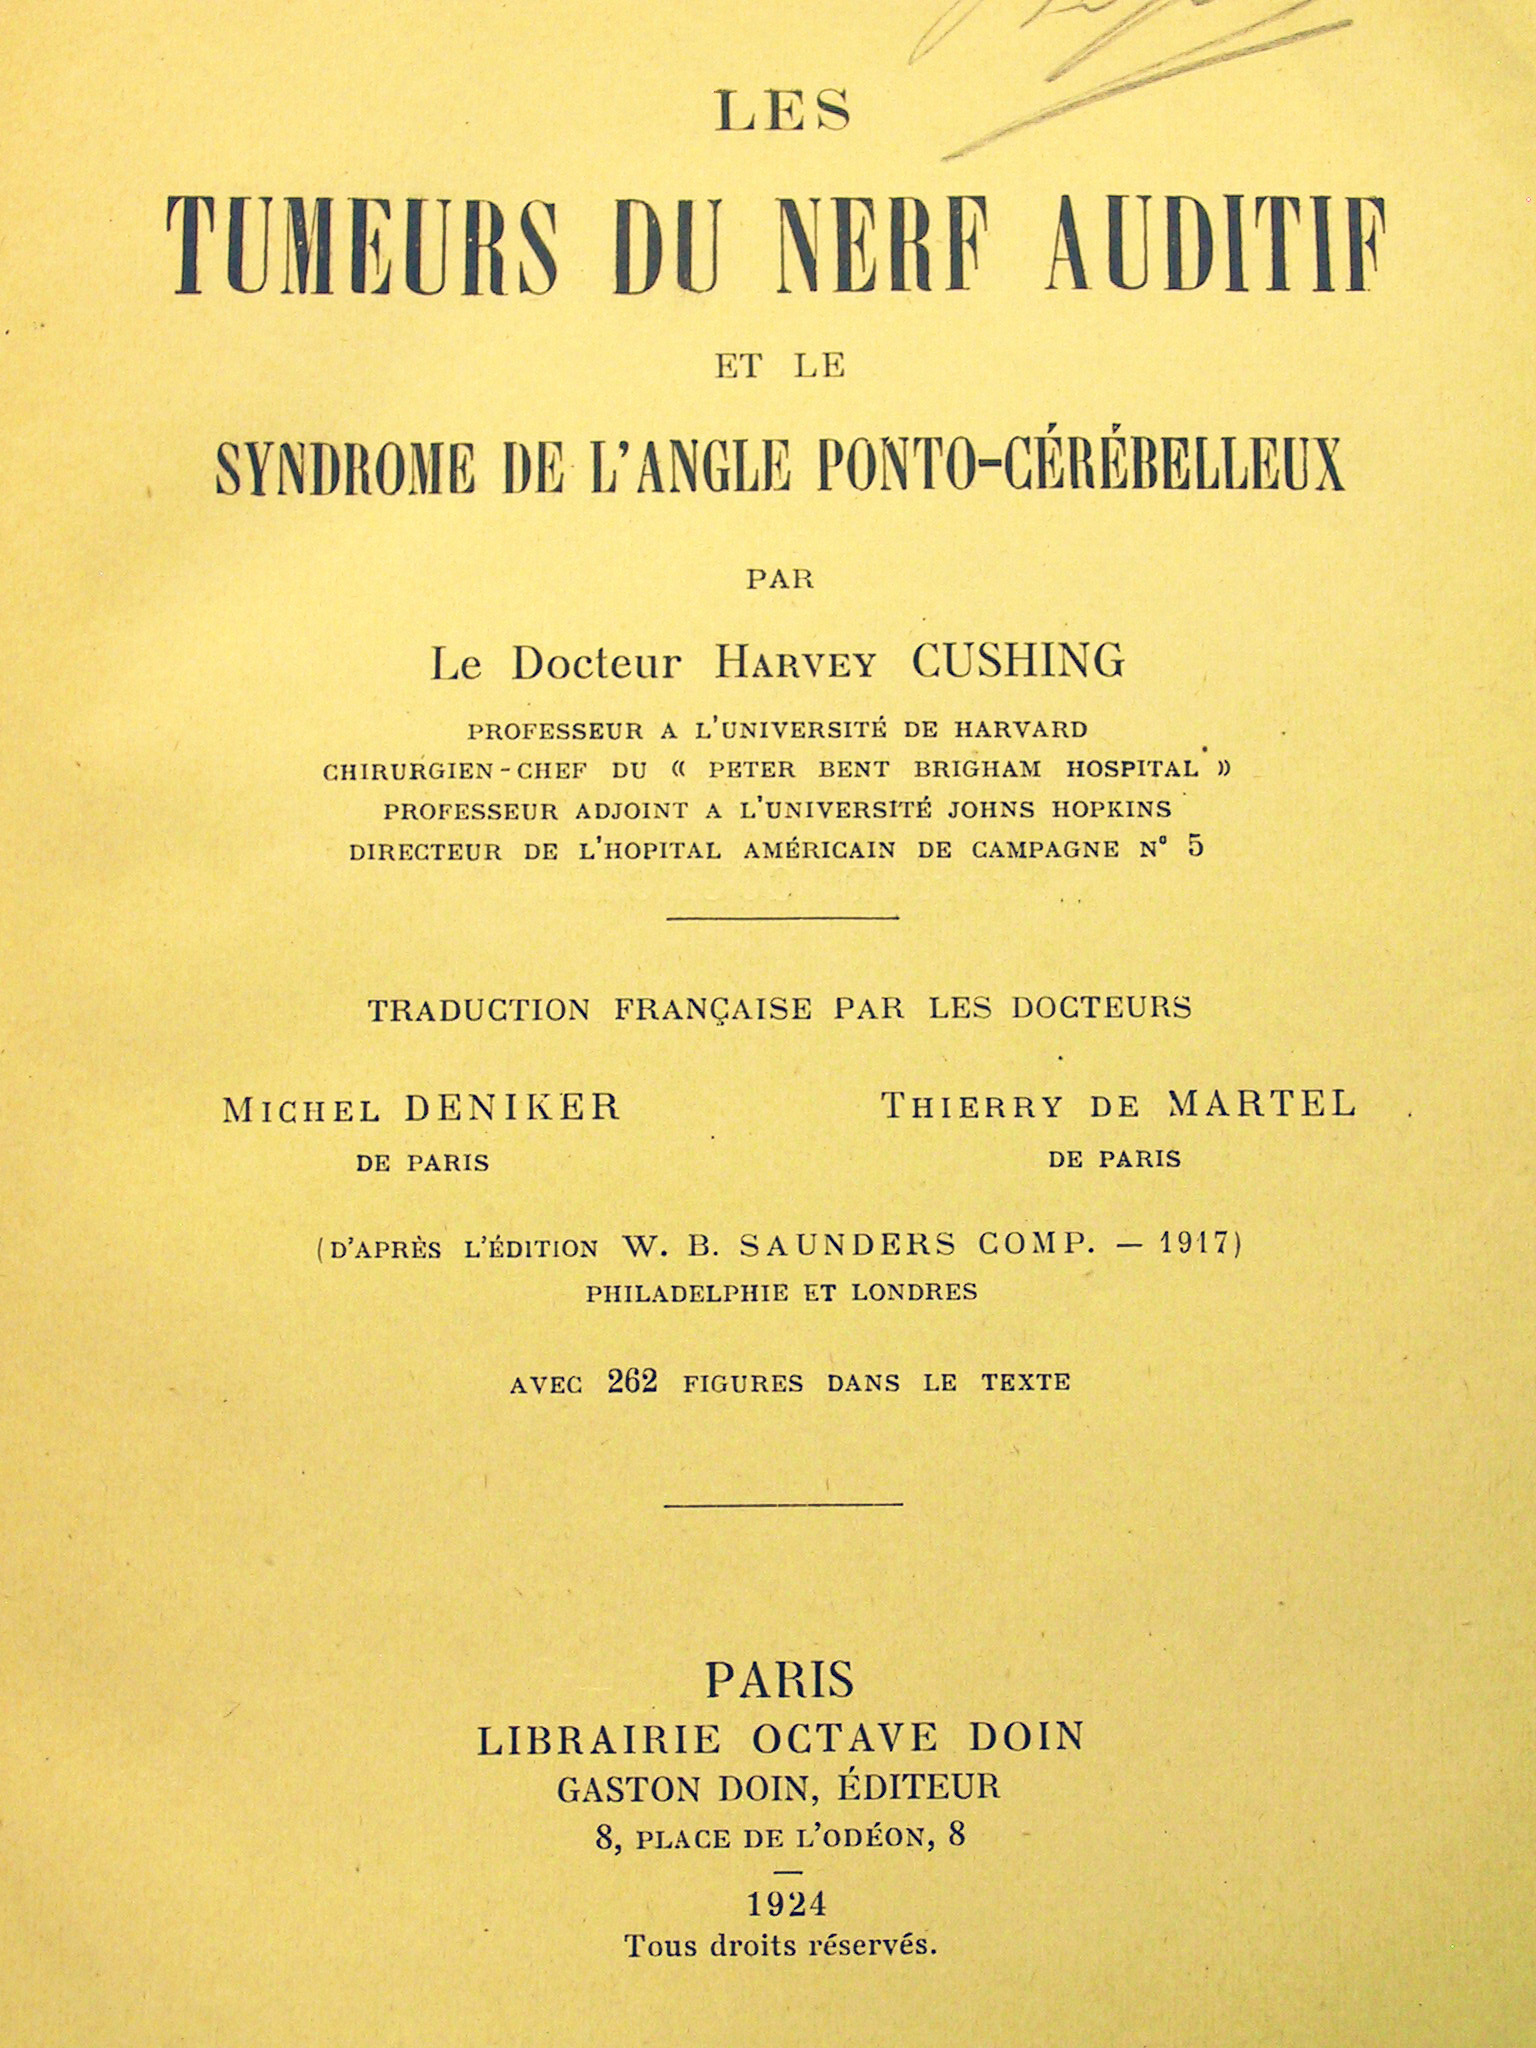 LES
TUMEURS DU NERF AUDITIF
ET LE
SYNDROME DE L'ANGLE PONTO-CÉRÉBELLEUX
PAR
Le Docteur HARVEY CUSHING
PROFESSEUR A L'UNIVERSITÉ DE HARVARD
CHIRURGIEN-CHEF DU « PETER BENT BRIGHAM HOSPITAL »
PROFESSEUR ADJOINT A L'UNIVERSITÉ JOHNS HOPKINS
DIRECTEUR DE L'HOPITAL AMÉRICAIN DE CAMPAGNE N° 5
TRADUCTION FRANÇAISE PAR LES DOCTEURS
MICHEL DENIKER THIERRY DE MARTEL
DE PARIS DE PARIS
(D'APRÈS L'ÉDITION W. B. SAUNDERS COMP. — 1917)
PHILADELPHIE ET LONDRES
AVEC 262 FIGURES DANS LE TEXTE
PARIS
LIBRAIRIE OCTAVE DOIN
GASTON DOIN, ÉDITEUR
8, PLACE DE L'ODÉON, 8
1924
Tous droits réservés.